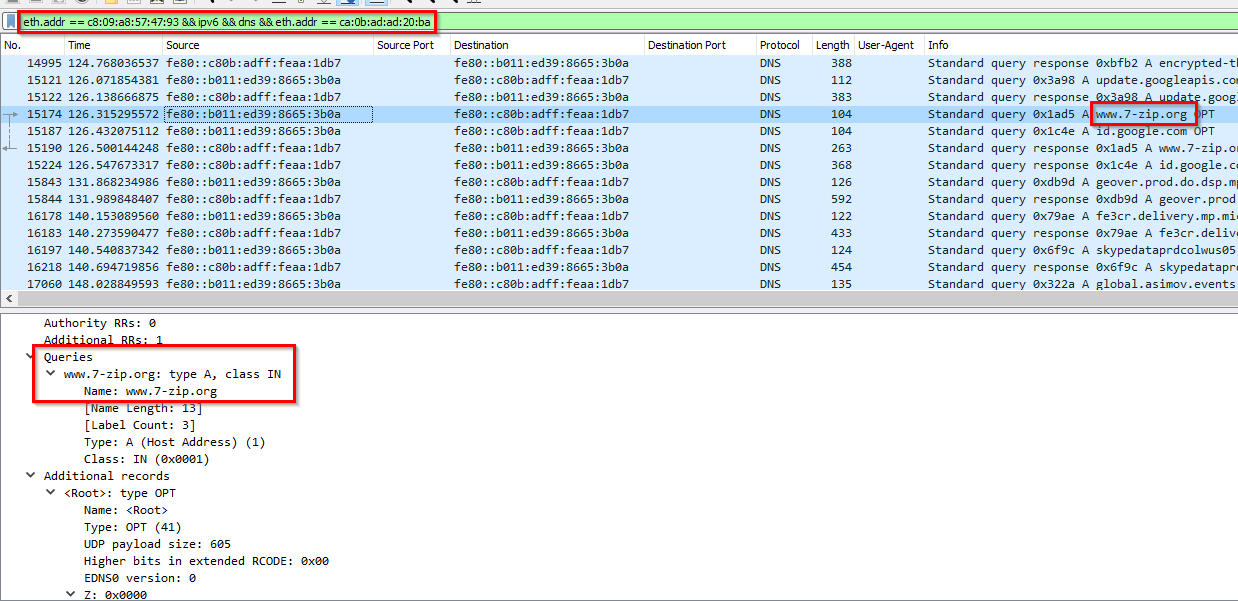 eth.addr == c8:09:a8:57:47:93 && ipv6 && dns && eth.addr == ca:0b:ad:ad:20:ba
No. Time Source Source Port Destination Destination Port Protocol Length User-Agent Info
14995 124.768036537 fe80::c80b:adff:feaa:1db7 fe80::b011:ed39:8665:3b0a DNS 388 Standard query response 0xbfb2 A encrypted-t
15121 126.071854381 fe80::b011:ed39:8665:3b0a fe80::c80b:adff:feaa:1db7 DNS 112 Standard query 0x3a98 A update.googleapis.com
15122 126.138666875 fe80::c80b:adff:feaa:1db7 fe80::b011:ed39:8665:3b0a DNS 383 Standard query response 0x3a98 A update.goog
15174 126.315295572 fe80::b011:ed39:8665:3b0a fe80::c80b:adff:feaa:1db7 DNS 104 Standard query 0x1ad5 A www.7-zip.org OPT
15187 126.432075112 fe80::b011:ed39:8665:3b0a fe80::c80b:adff:feaa:1db7 DNS 104 Standard query 0x1c4e A id.google.com OPT
15190 126.500144248 fe80::c80b:adff:feaa:1db7 fe80::b011:ed39:8665:3b0a DNS 263 Standard query response 0x1ad5 A www.7-zip.o
15224 126.547673317 fe80::c80b:adff:feaa:1db7 fe80::b011:ed39:8665:3b0a DNS 368 Standard query response 0x1c4e A id.google.c
15843 131.868234986 fe80::b011:ed39:8665:3b0a fe80::c80b:adff:feaa:1db7 DNS 126 Standard query 0xdb9d A geover.prod.do.dsp.m
15844 131.989848407 fe80::c80b:adff:feaa:1db7 fe80::b011:ed39:8665:3b0a DNS 592 Standard query response 0xdb9d A geover.prod
16178 140.153089560 fe80::b011:ed39:8665:3b0a fe80::c80b:adff:feaa:1db7 DNS 122 Standard query 0x79ae A fe3cr.delivery.mp.mi
16183 140.273590477 fe80::c80b:adff:feaa:1db7 fe80::b011:ed39:8665:3b0a DNS 433 Standard query response 0x79ae A fe3cr.deliv
16197 140.540837342 fe80::b011:ed39:8665:3b0a fe80::c80b:adff:feaa:1db7 DNS 124 Standard query 0x6f9c A skypedataprdcolwus05
16218 140.694719856 fe80::c80b:adff:feaa:1db7 fe80::b011:ed39:8665:3b0a DNS 454 Standard query response 0x6f9c A skypedatapr
17060 148.028849593 fe80::b011:ed39:8665:3b0a fe80::c80b:adff:feaa:1db7 DNS 135 Standard query 0x322a A global.asimov.events
Authority RRs: 0
Additional RRs: 1
Queries
www.7-zip.org: type A, class IN
Name: www.7-zip.org
[Name Length: 13]
[Label Count: 3]
Type: A (Host Address) (1)
Class: IN (0x0001)
Additional records
<Root>: type OPT
Name: <Root>
Type: OPT (41)
UDP payload size: 605
Higher bits in extended RCODE: 0x00
EDNS0 version: 0
Z: 0x0000